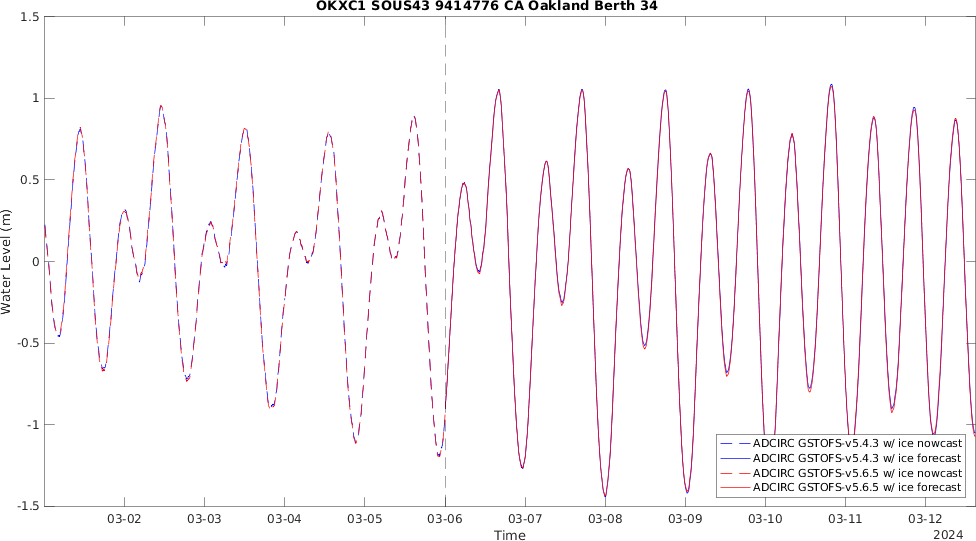 OKXC1 SOUS43 9414776 CA Oakland Berth 34
1.5
1
0.5
0
-0.5
-1
-1.5
Water Level (m)
03-02 03-03 03-04 03-05 03-06 03-07 03-08 03-09 03-10 03-11 03-12
Time
2024
ADCIRC GSTOFS-v5.4.3 w/ ice nowcast
ADCIRC GSTOFS-v5.4.3 w/ ice forecast
ADCIRC GSTOFS-v5.6.5 w/ ice nowcast
ADCIRC GSTOFS-v5.6.5 w/ ice forecast